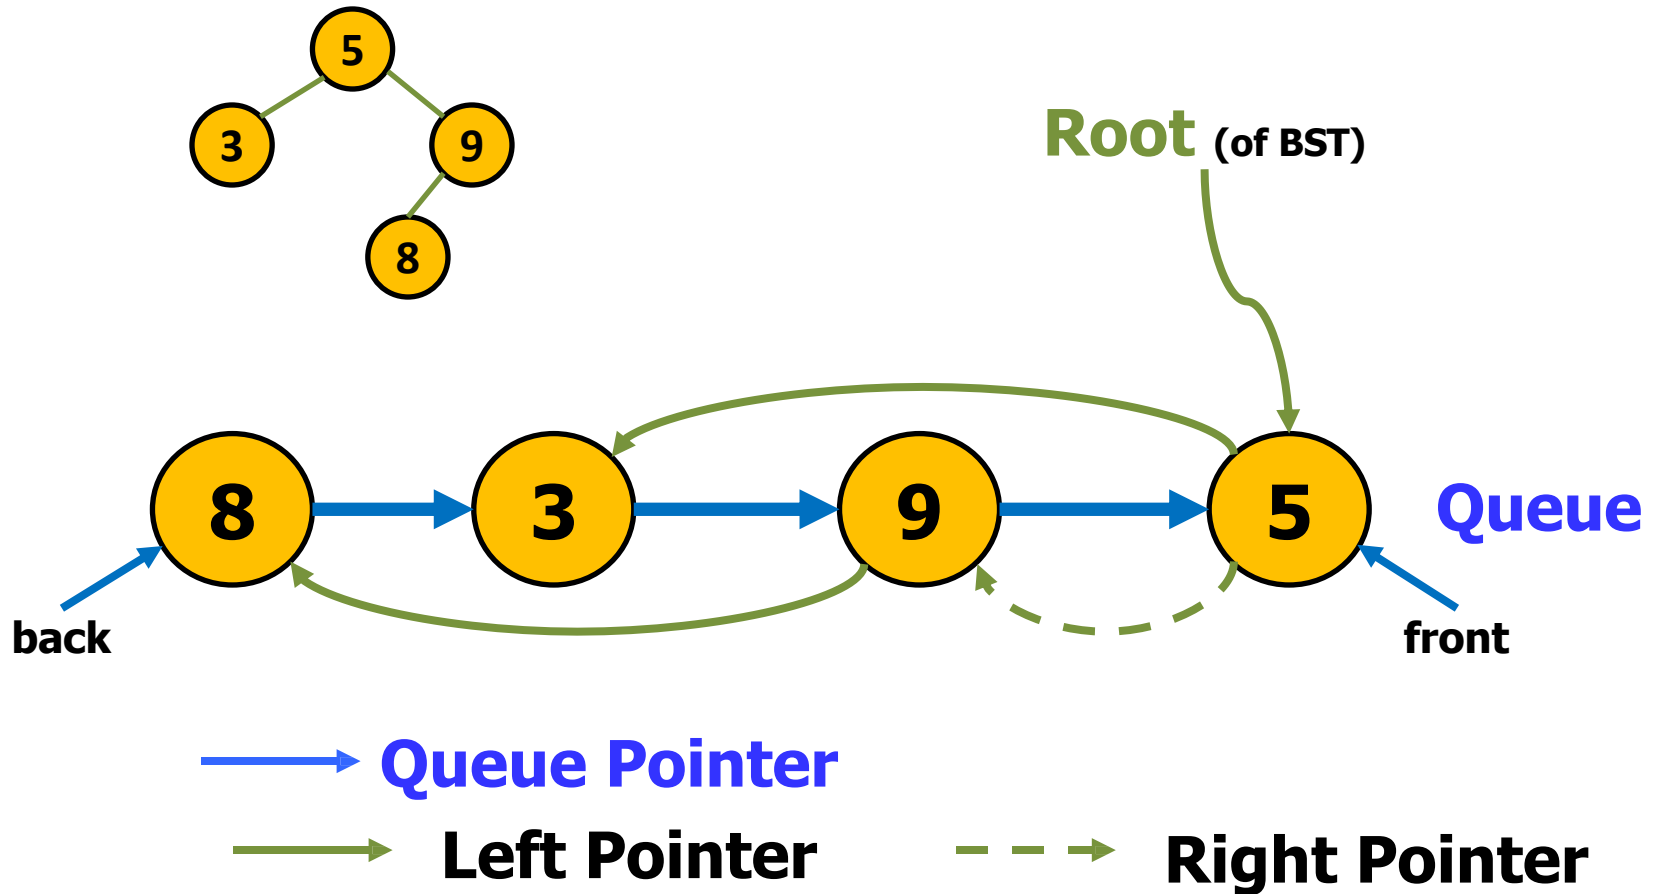 5
3
9
8
Root (of BST)
8
3
9
5
Queue
back
front
Queue Pointer
Left Pointer
Right Pointer